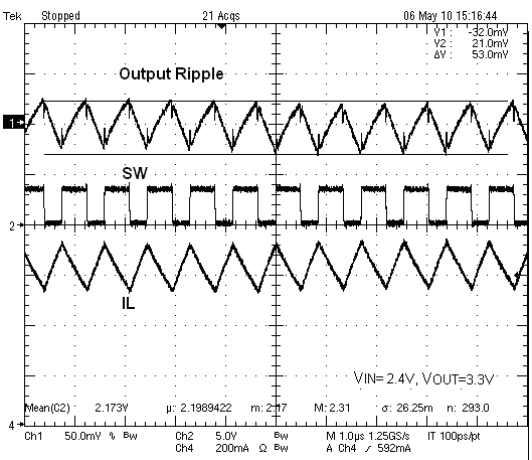 Tek Stopped 21 Acqs 06 May 10 15:16:44
Y1 : -32.0mV
Y2 : 21.0mV
ΔY : 53.0mV
Output Ripple
1
SW
2
IL
VIN= 2.4V, VOUT=3.3V
Mean(C2) 2.173V µ: 2.1989422 m: 2.17 M: 2.31 σ: 26.25m n: 293.0
4
Ch1 50.0mV % Bw Ch2 5.0V Bw M 1.0µs 1.25GS/s IT 100ps/pt
Ch4 200mA Ω Bw A Ch4 ∕ 592mA